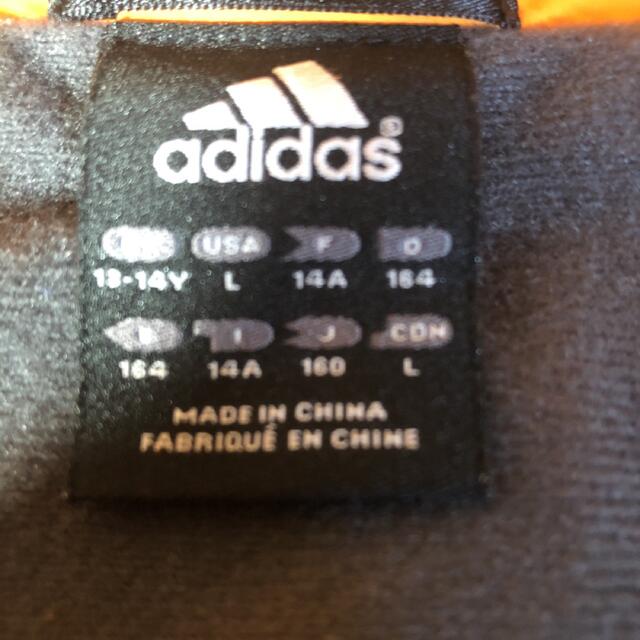 adidas®
USA F D
13-14Y L 14A 164
I J CDN
164 14A 160 L
MADE IN CHINA
FABRIQUÉ EN CHINE